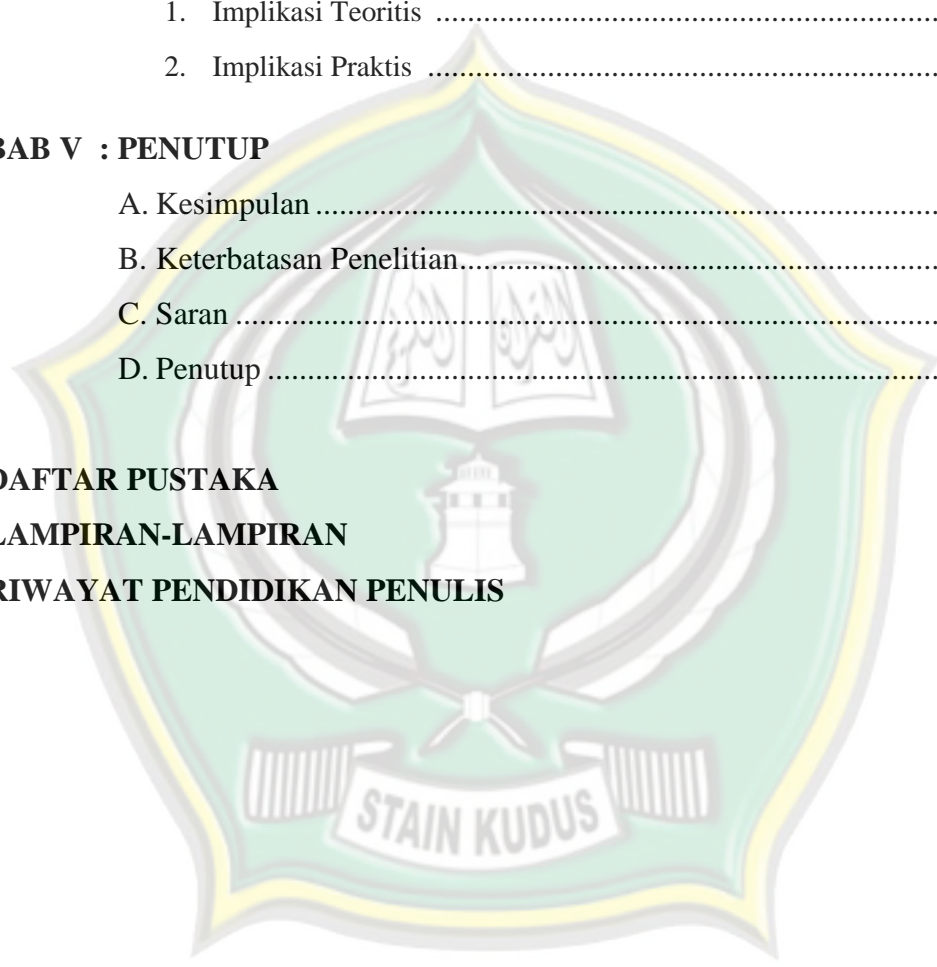 1. Implikasi Teoritis ................................................................
2. Implikasi Praktis ................................................................
BAB V : PENUTUP
A. Kesimpulan ................................................................
B. Keterbatasan Penelitian................................................................
C. Saran ................................................................
D. Penutup ................................................................
DAFTAR PUSTAKA
LAMPIRAN-LAMPIRAN
RIWAYAT PENDIDIKAN PENULIS
STAIN KUDUS